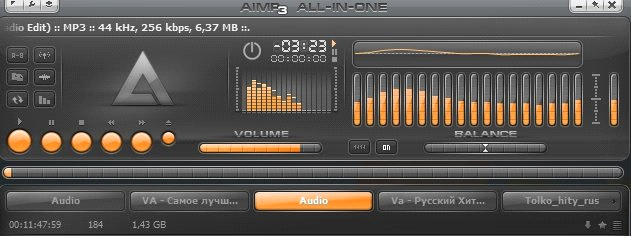 AIMP3 ALL-IN-ONE
dio Edit) :: MP3 :: 44 kHz, 256 kbps, 6,37 MB ::.
A-B
-03:23
00:00:00
VOLUME
on
BALANCE
Audio
VA - Самое лучш...
Audio
Va - Русский Хит...
Tolko_hity_rus
00:11:47:59 184 1,43 GB